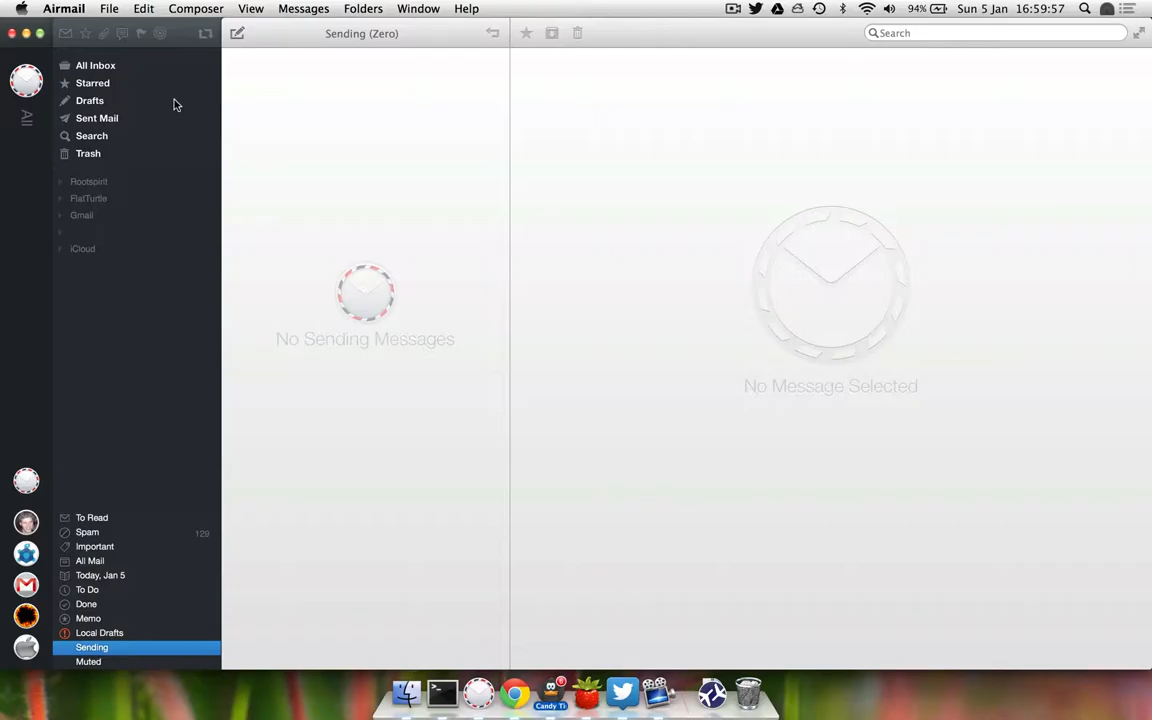 Airmail File Edit Composer View Messages Folders Window Help 94% Sun 5 Jan 16:59:57
Sending (Zero) Search
All Inbox
Starred
Drafts
Sent Mail
Search
Trash
All
Rootspirit
FlatTurtle
Gmail
iCloud
No Sending Messages
No Message Selected
To Read
Spam 129
Important
All Mail
Today, Jan 5
To Do
Done
Memo
Local Drafts
Sending
Muted
Candy Ti